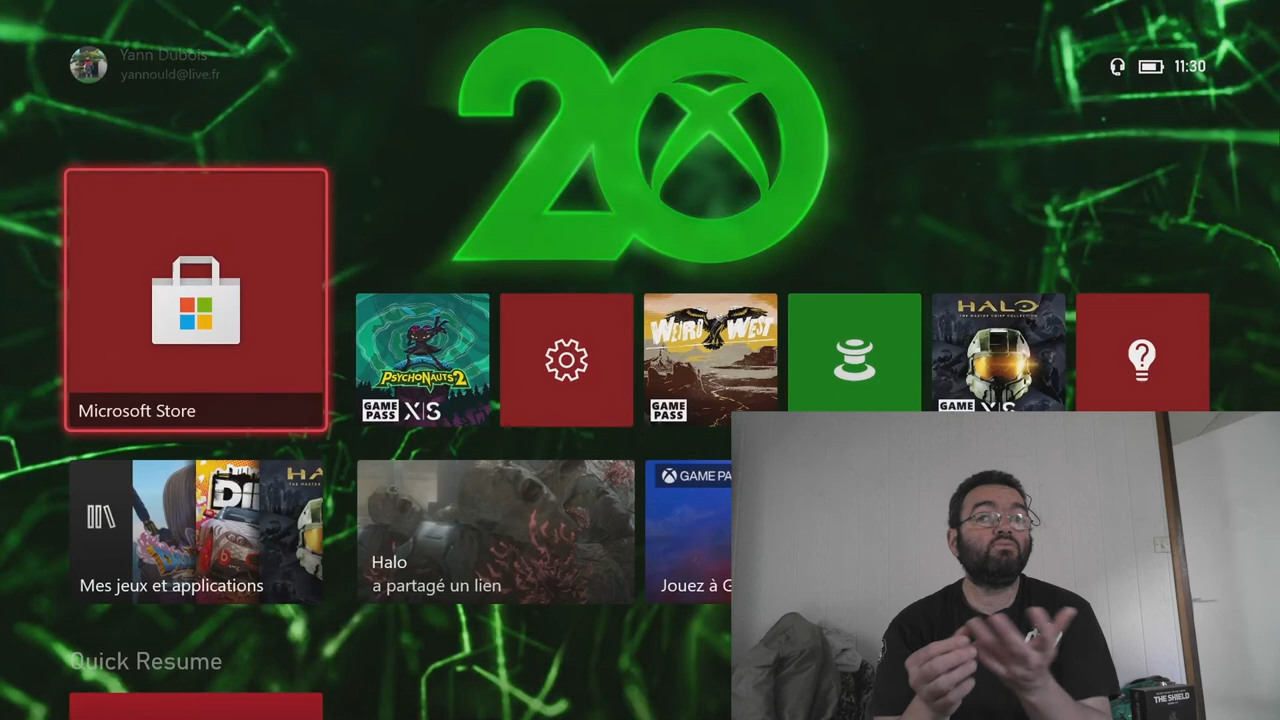 Yann Dubois
yannould@live.fr
11:30
20
Microsoft Store
PSYCHONAUTS 2
GAME PASS X|S
WEIRD WEST
GAME PASS
HALO
THE MASTER CHIEF COLLECTION
GAME X|S
Mes jeux et applications
Di
HA
Halo
a partagé un lien
GAME PA
Jouez à G
Quick Resume
THE SHIELD